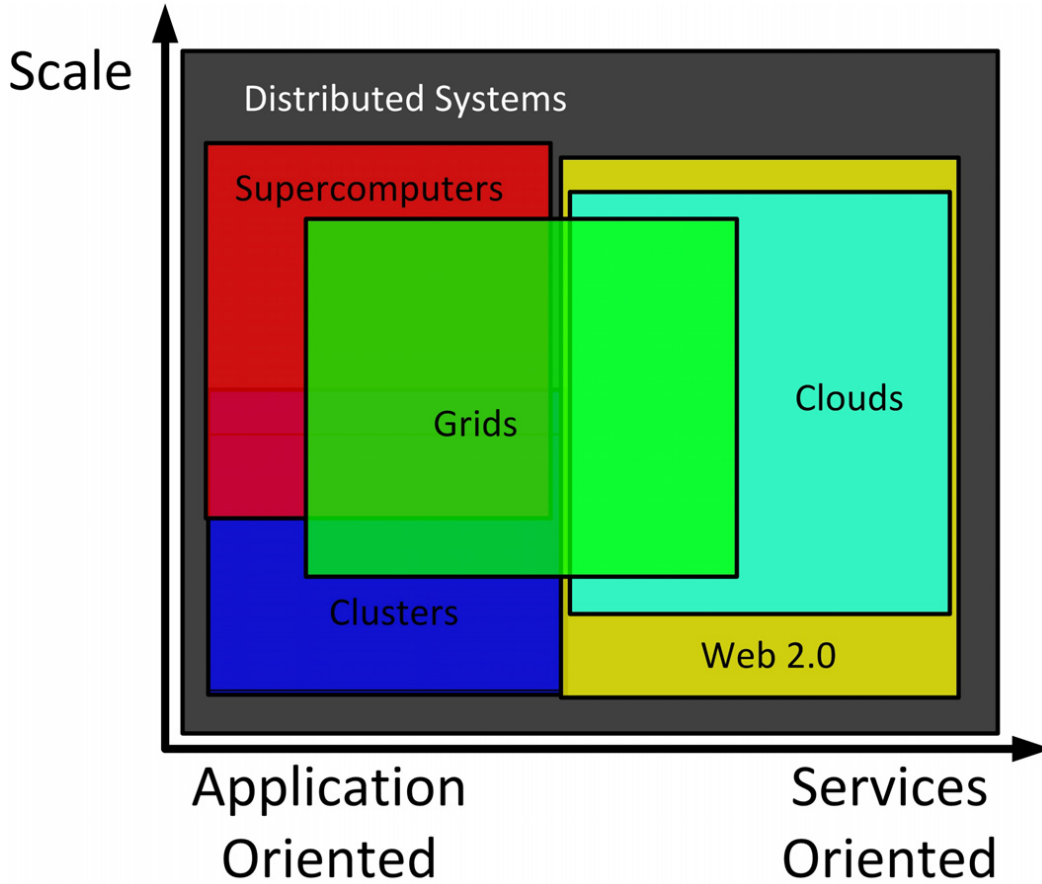 Scale
Distributed Systems
Supercomputers
Clouds
Grids
Clusters
Web 2.0
Application
Oriented
Services
Oriented